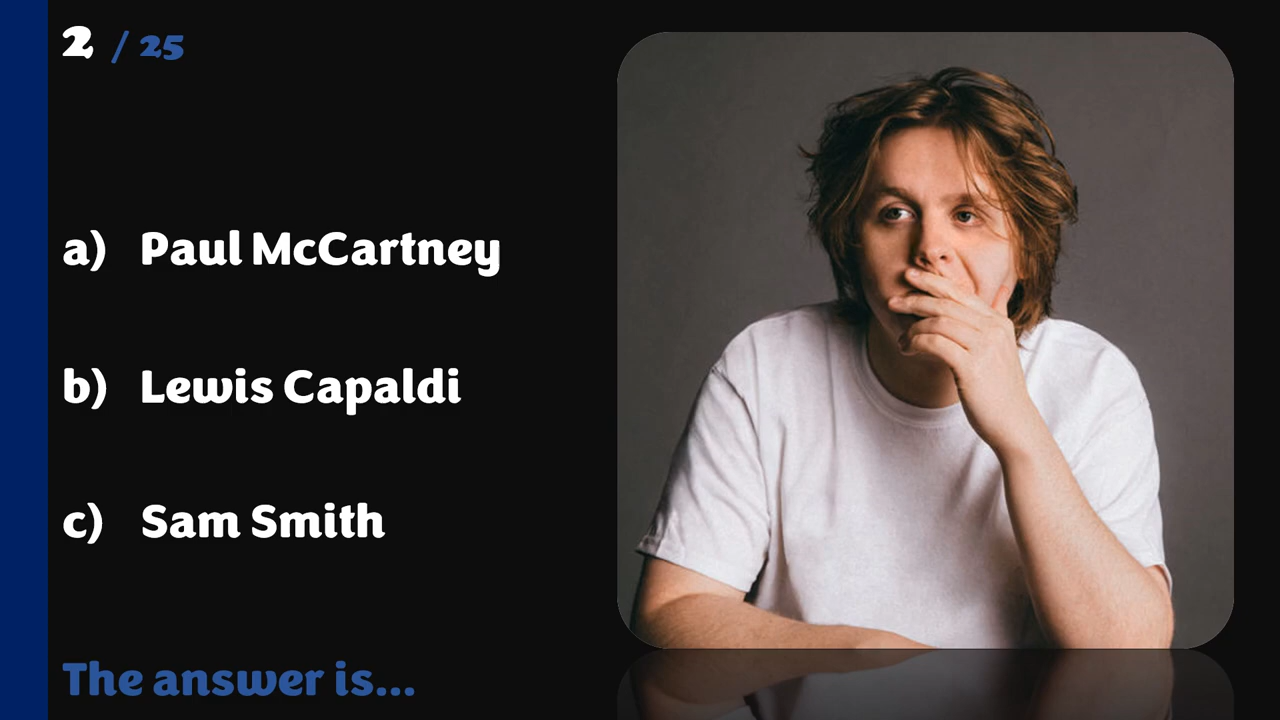 2 / 25
a) Paul McCartney
b) Lewis Capaldi
c) Sam Smith
The answer is...